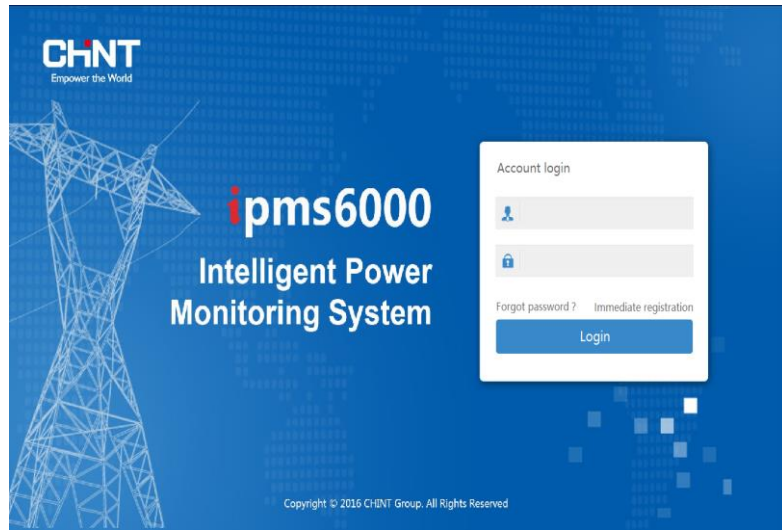 CHiNT
Empower the World
Account login
ipms6000
Intelligent Power
Monitoring System
Forgot password ? Immediate registration
Login
Copyright © 2016 CHINT Group. All Rights Reserved